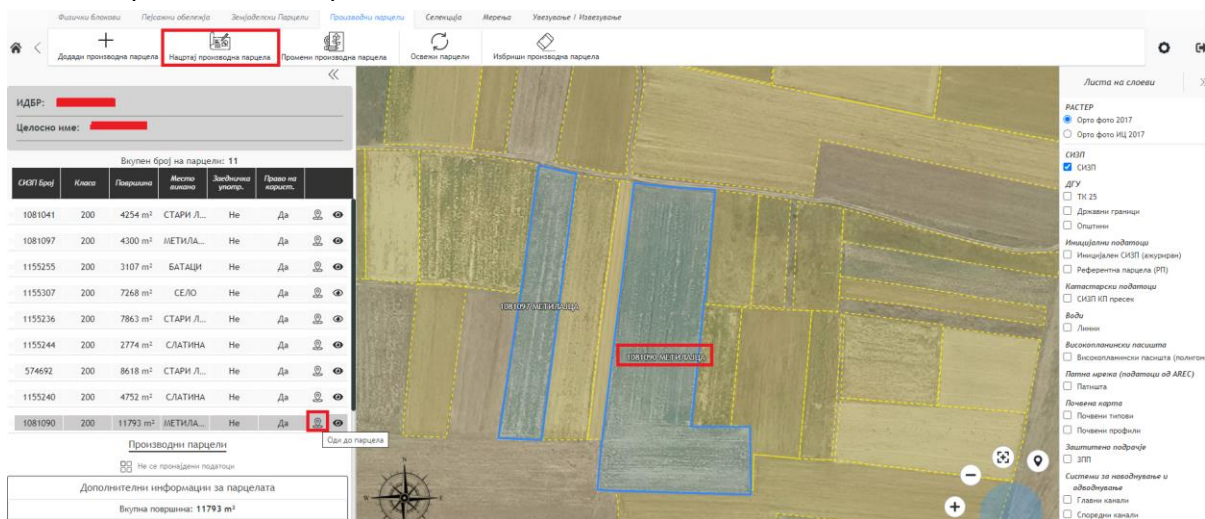 Физички блокови Пејсажни обележја Земјоделски Парцели Производни парцели Селекција Мерења Увезување / Извезување
Додади производна парцела Нацртај производна парцела Промени производна парцела Освежи парцели Избриши производна парцела
ИДБР:
Целосно име:
Вкупен број на парцели: 11
СИЗП Број Класа Површина Место викано Заедничка употр. Право на корист.
1081041 200 4254 m² СТАРИ Л... Не Да
1081097 200 4300 m² МЕТИЛА... Не Да
1155255 200 3107 m² БАТАЦИ Не Да
1155307 200 7268 m² СЕЛО Не Да
1155236 200 7863 m² СТАРИ Л... Не Да
1155244 200 2774 m² СЛАТИНА Не Да
574692 200 8618 m² СТАРИ Л... Не Да
1155240 200 4752 m² СЛАТИНА Не Да
1081090 200 11793 m² МЕТИЛА... Не Да
Оди до парцела
Производни парцели
Не се пронајдени податоци
Дополнителни информации за парцелата
Вкупна површина: 11793 m²
1081097 МЕТИЛАЈЦА
1081090 МЕТИЛАЈЦА
N
W
E
Листа на слоеви
РАСТЕР
Орто фото 2017
Орто фото ИЦ 2017
СИЗП
СИЗП
ДГУ
ТК 25
Државни граници
Општини
Иницијални податоци
Иницијален СИЗП (ажуриран)
Референтна парцела (РП)
Катастарски податоци
СИЗП КП пресек
Води
Линии
Високопланински пасишта
Високопланински пасишта (полигон
Патна мрежа (податоци од AREC)
Патишта
Почвена карта
Почвени типови
Почвени профили
Заштитено подрачје
ЗПП
Системи за наводнување и
одводнување
Главни канали
Споредни канали